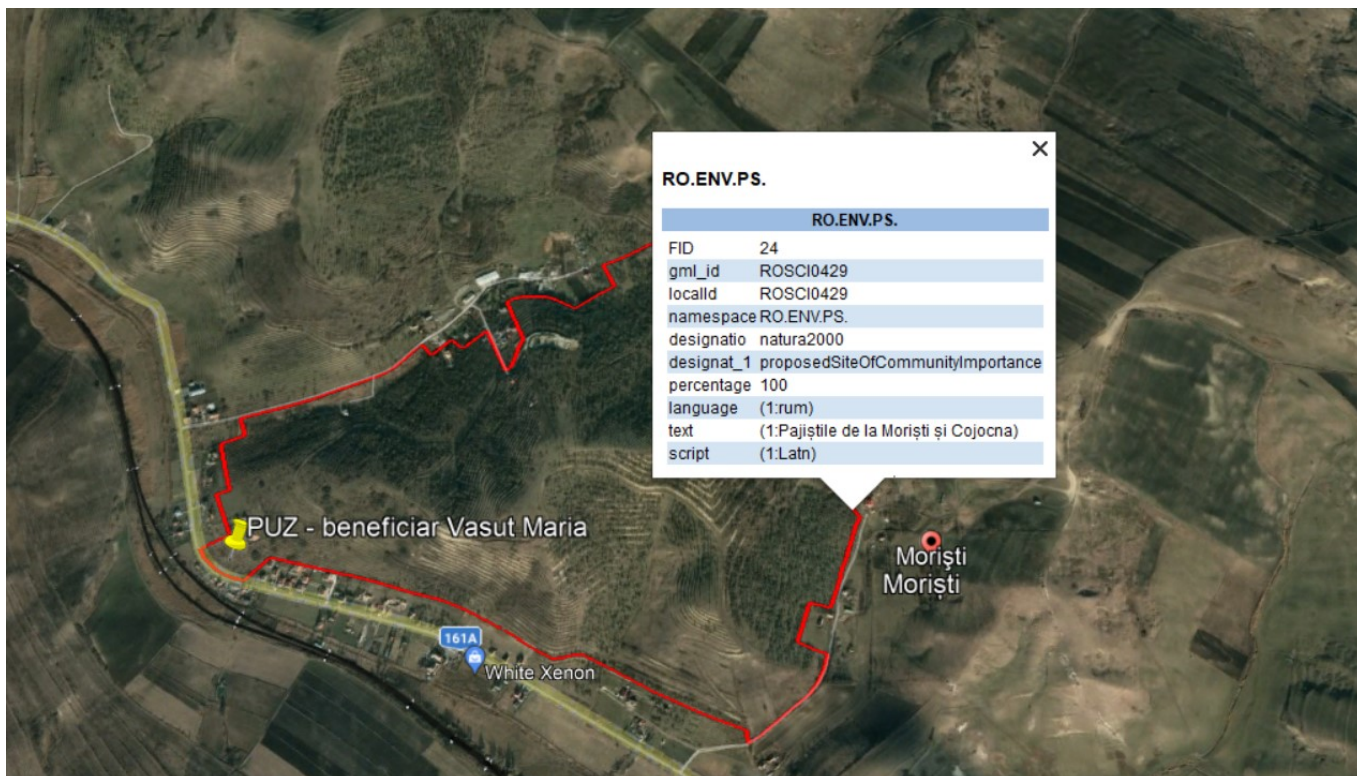 RO.ENV.PS.
RO.ENV.PS.
FID 24
gml_id ROSCI0429
localId ROSCI0429
namespace RO.ENV.PS.
designatio natura2000
designat_1 proposedSiteOfCommunityImportance
percentage 100
language (1:rum)
text (1:Pajiștile de la Moriști și Cojocna)
script (1:Latn)
PUZ - beneficiar Vasut Maria
Morişti
Moriști
161A
White Xenon